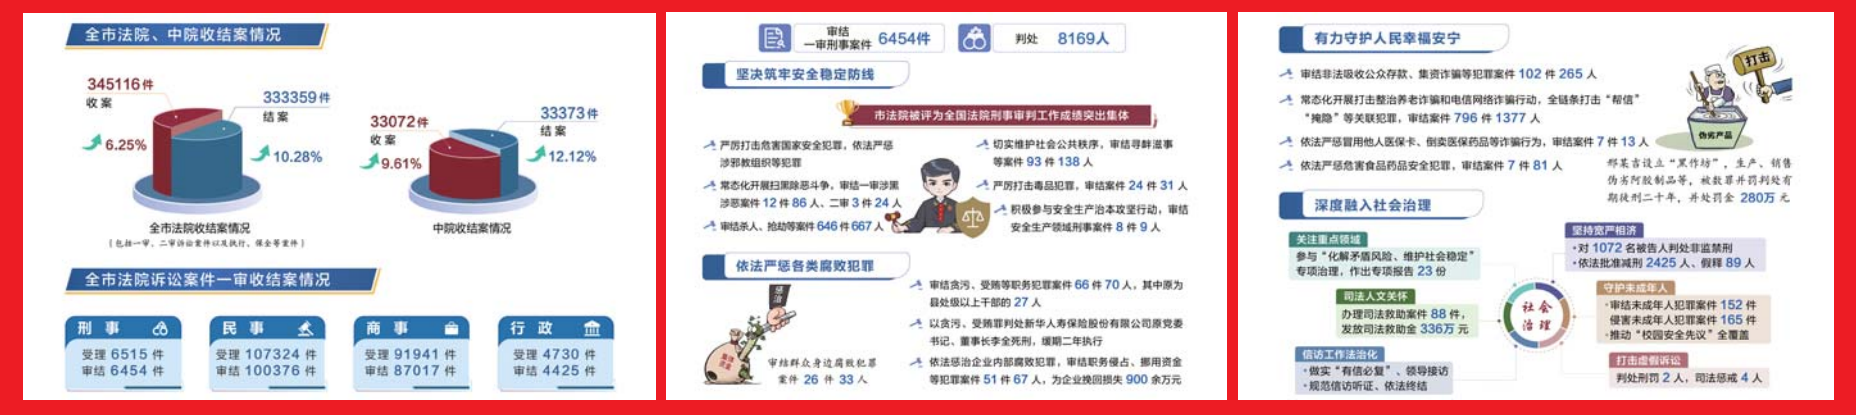 全市法院、中院收结案情况
345116件
收案
6.25%
333359件
结案
10.28%
全市法院收结案情况
(包括一审、二审诉讼案件以及执行、保全等案件)
33072件
收案
9.61%
33373件
结案
12.12%
中院收结案情况
全市法院诉讼案件一审收结案情况
刑事
受理 6515 件
审结 6454 件
民事
受理 107324 件
审结 100376 件
商事
受理 91941 件
审结 87017 件
行政
受理 4730 件
审结 4425 件
审结
一审刑事案件 6454件
判处 8169人
坚决筑牢安全稳定防线
市法院被评为全国法院刑事审判工作成绩突出集体
严厉打击危害国家安全犯罪，依法严惩
涉邪教组织等犯罪
常态化开展扫黑除恶斗争，审结一审涉黑
涉恶案件 12 件 86 人、二审 3 件 24 人
审结杀人、抢劫等案件 646 件 667 人
切实维护社会公共秩序，审结寻衅滋事
等案件 93 件 138 人
严厉打击毒品犯罪，审结案件 24 件 31 人
积极参与安全生产治本攻坚行动，审结
安全生产领域刑事案件 8 件 9 人
依法严惩各类腐败犯罪
惩治
审结群众身边腐败犯罪
案件 26 件 33 人
审结贪污、受贿等职务犯罪案件 66 件 70 人，其中原为
县处级以上干部的 27 人
以贪污、受贿罪判处新华人寿保险股份有限公司原党委
书记、董事长李全死刑，缓期二年执行
依法惩治企业内部腐败犯罪，审结职务侵占、挪用资金
等犯罪案件 51 件 67 人，为企业挽回损失 900 余万元
有力守护人民幸福安宁
审结非法吸收公众存款、集资诈骗等犯罪案件 102 件 265 人
常态化开展打击整治养老诈骗和电信网络诈骗行动，全链条打击“帮信”
“掩隐”等关联犯罪，审结案件 796 件 1377 人
依法严惩冒用他人医保卡、倒卖医保药品等诈骗行为，审结案件 7 件 13 人
依法严惩危害食品药品安全犯罪，审结案件 7 件 81 人
打击
伪劣产品
邢某吉设立“黑作坊”，生产、销售
伪劣阿胶制品等，被数罪并罚判处有
期徒刑二十年，并处罚金 280万 元
深度融入社会治理
关注重点领域
参与“化解矛盾风险、维护社会稳定”
专项治理，作出专项报告 23 份
司法人文关怀
办理司法救助案件 88 件，
发放司法救助金 336万 元
信访工作法治化
·做实“有信必复”、领导接访
·规范信访听证、依法终结
社会
治理
坚持宽严相济
·对 1072 名被告人判处非监禁刑
·依法批准减刑 2425 人、假释 89 人
守护未成年人
·审结未成年人犯罪案件 152 件
侵害未成年人犯罪案件 165 件
·推动“校园安全先议”全覆盖
打击虚假诉讼
判处刑罚 2 人，司法惩戒 4 人